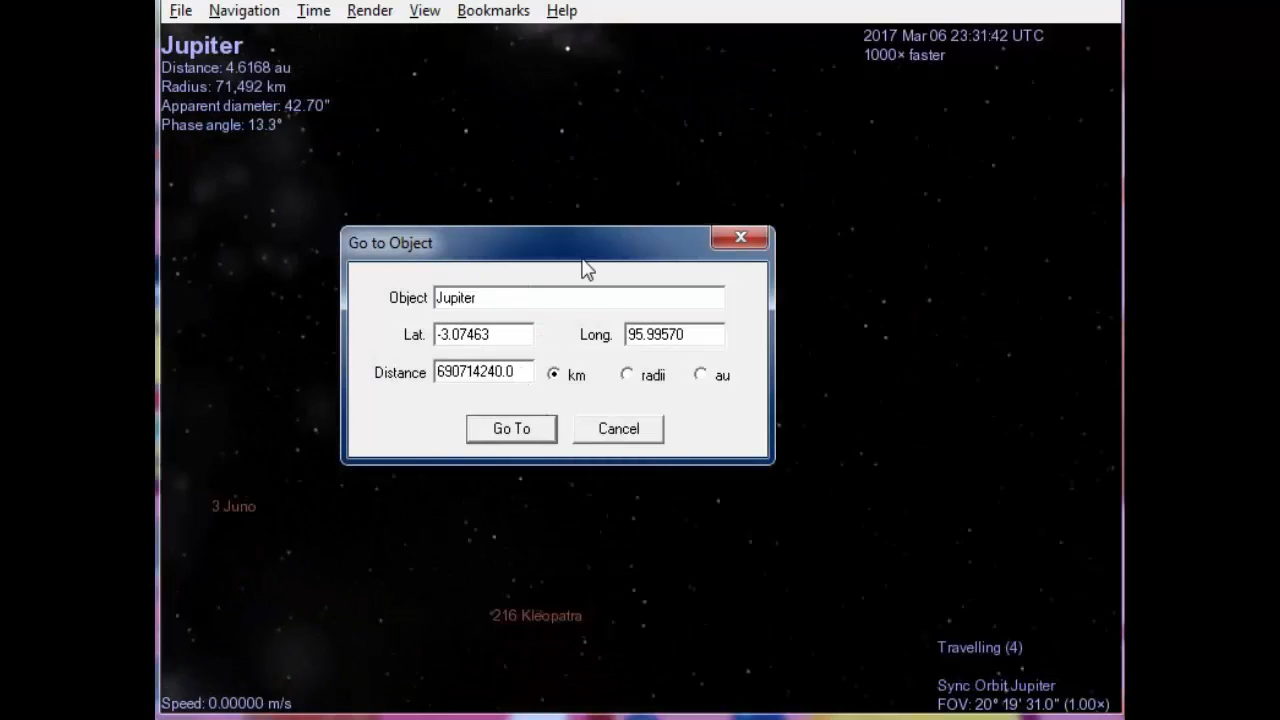 File Navigation Time Render View Bookmarks Help
Jupiter
Distance: 4.6168 au
Radius: 71,492 km
Apparent diameter: 42.70"
Phase angle: 13.3°
2017 Mar 06 23:31:42 UTC
1000× faster
Go to Object
Object Jupiter
Lat. -3.07463 Long. 95.99570
Distance 690714240.0 km radii au
Go To Cancel
3 Juno
216 Kleopatra
Travelling (4)
Sync Orbit Jupiter
Speed: 0.00000 m/s
FOV: 20° 19' 31.0" (1.00×)